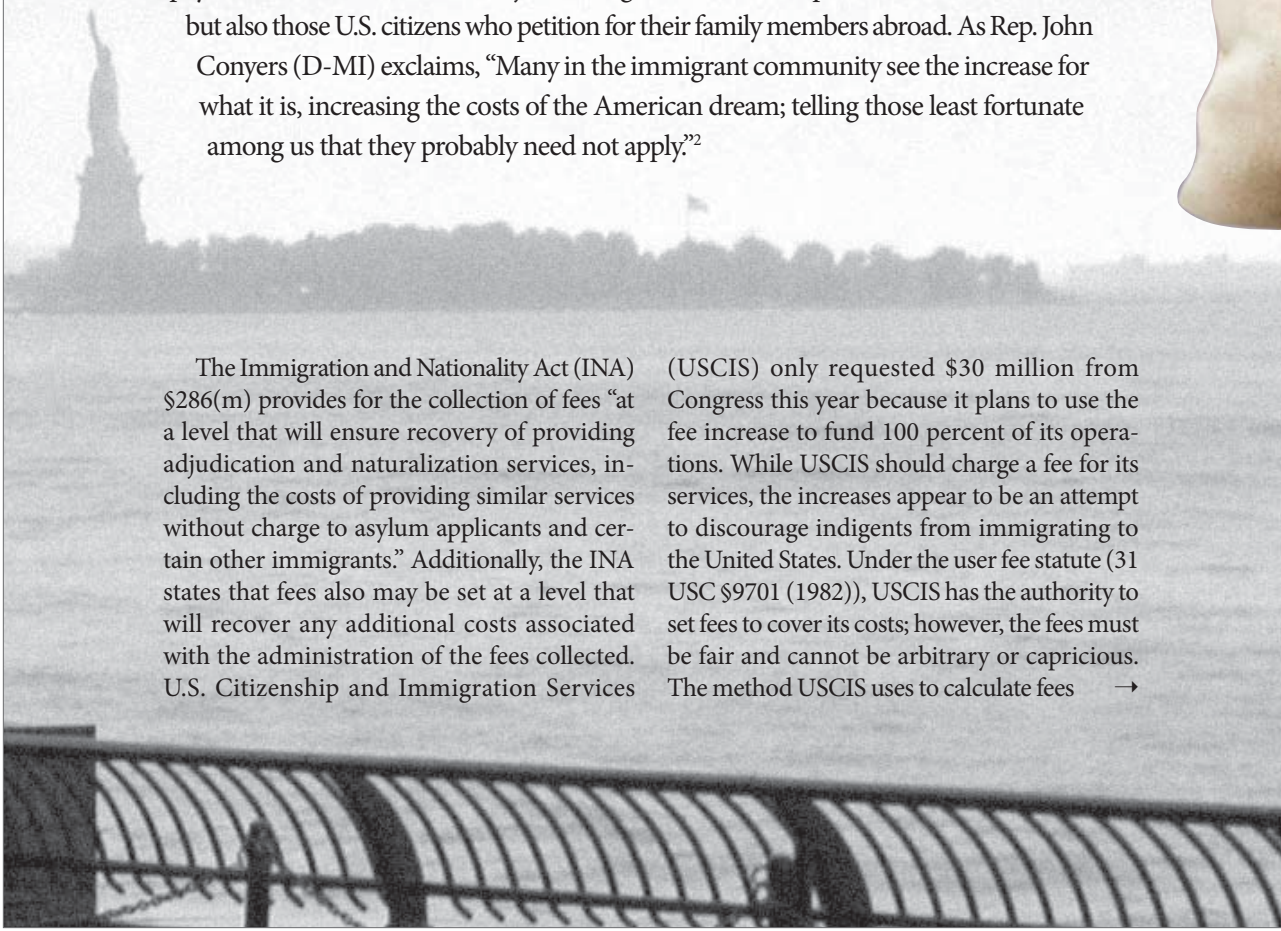 but also those U.S. citizens who petition for their family members abroad. As Rep. John
Conyers (D-MI) exclaims, “Many in the immigrant community see the increase for
what it is, increasing the costs of the American dream; telling those least fortunate
among us that they probably need not apply.”2
The Immigration and Nationality Act (INA)
§286(m) provides for the collection of fees “at
a level that will ensure recovery of providing
adjudication and naturalization services, in-
cluding the costs of providing similar services
without charge to asylum applicants and cer-
tain other immigrants.” Additionally, the INA
states that fees also may be set at a level that
will recover any additional costs associated
with the administration of the fees collected.
U.S. Citizenship and Immigration Services
(USCIS) only requested $30 million from
Congress this year because it plans to use the
fee increase to fund 100 percent of its opera-
tions. While USCIS should charge a fee for its
services, the increases appear to be an attempt
to discourage indigents from immigrating to
the United States. Under the user fee statute (31
USC §9701 (1982)), USCIS has the authority to
set fees to cover its costs; however, the fees must
be fair and cannot be arbitrary or capricious.
The method USCIS uses to calculate fees →